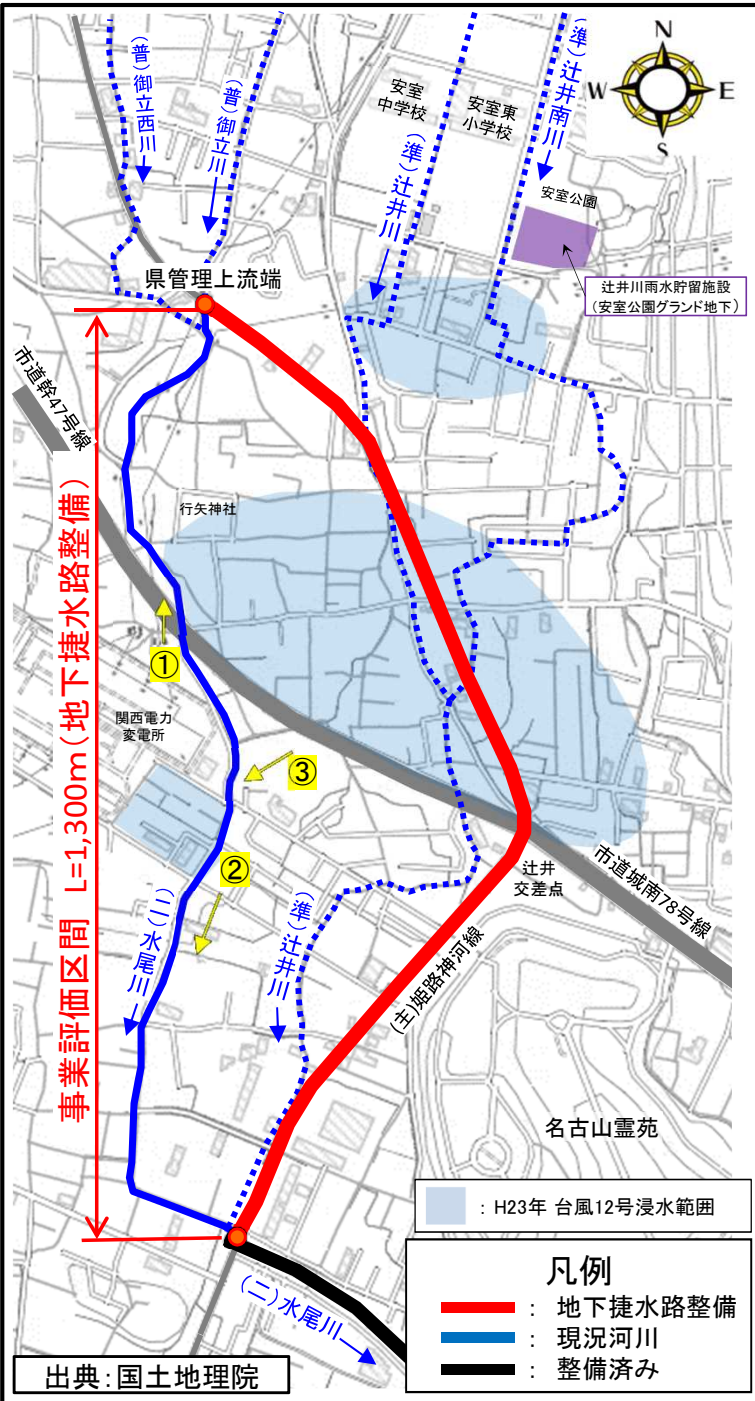 N
W
E
S
(普)御立西川
(普)御立川
安室
中学校
安室東
小学校
(準)辻井川
(準)辻井南川
安室公園
辻井川雨水貯留施設
(安室公園グランド地下)
県管理上流端
市道幹47号線
行矢神社
事業評価区間 L=1,300m(地下捷水路整備)
①
関西電力
変電所
③
②
(二)水尾川
(準)辻井川
辻井
交差点
市道城南78号線
(主)姫路神河線
名古山霊苑
: H23年 台風12号浸水範囲
(二)水尾川
凡例
: 地下捷水路整備
: 現況河川
: 整備済み
出典:国土地理院